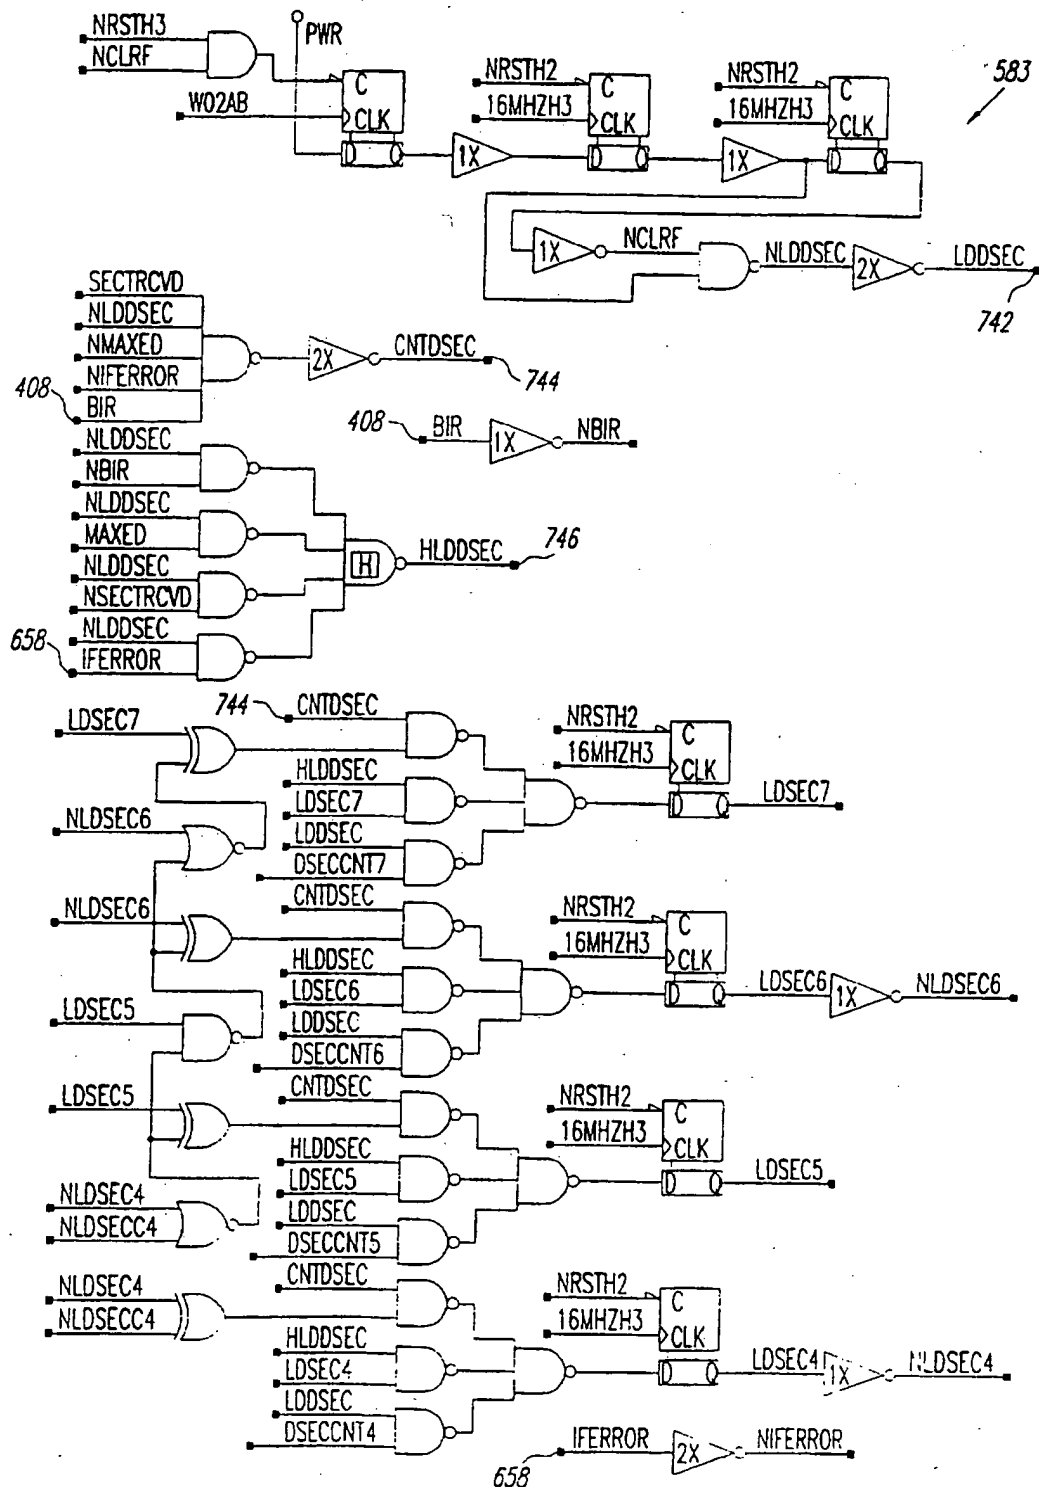 NRSTH3
NCLRF
PWR
C
W02AB
CLK
1X
NRSTH2
C
16MHZH3
CLK
1X
NRSTH2
C
16MHZH3
CLK
583
1X
NCLRF
NLDDSEC
2X
LDDSEC
742
SECTRCVD
NLDDSEC
NMAXED
NIFERROR
408
BIR
2X
CNTDSEC
744
408
BIR
1X
NBIR
NLDDSEC
NBIR
NLDDSEC
MAXED
NLDDSEC
NSECTRCVD
NLDDSEC
658
IFERROR
H
HLDDSEC
746
744
CNTDSEC
LDSEC7
HLDDSEC
LDSEC7
LDDSEC
DSECCNT7
NRSTH2
C
16MHZH3
CLK
LDSEC7
NLDSEC6
NLDSEC6
CNTDSEC
HLDDSEC
LDSEC6
LDDSEC
DSECCNT6
NRSTH2
C
16MHZH3
CLK
LDSEC6
1X
NLDSEC6
LDSEC5
LDSEC5
CNTDSEC
HLDDSEC
LDSEC5
LDDSEC
DSECCNT5
NRSTH2
C
16MHZH3
CLK
LDSEC5
NLDSEC4
NLDSECC4
NLDSEC4
NLDSECC4
CNTDSEC
HLDDSEC
LDSEC4
LDDSEC
DSECCNT4
NRSTH2
C
16MHZH3
CLK
LDSEC4
1X
NLDSEC4
658
IFERROR
2X
NIFERROR